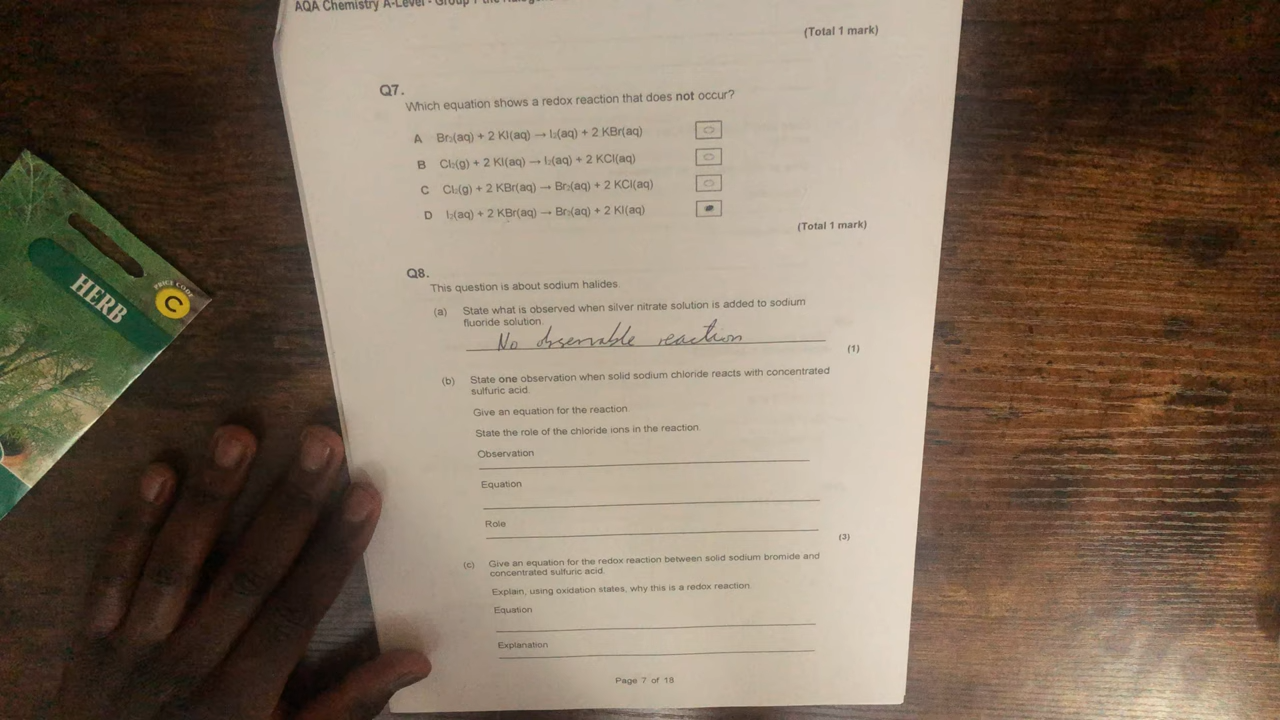 AQA Chemistry A-Level - Group 7 the
(Total 1 mark)
Q7.
Which equation shows a redox reaction that does not occur?
A Br₂(aq) + 2 KI(aq) → I₂(aq) + 2 KBr(aq)
B Cl₂(g) + 2 KI(aq) → I₂(aq) + 2 KCl(aq)
C Cl₂(g) + 2 KBr(aq) → Br₂(aq) + 2 KCl(aq)
D I₂(aq) + 2 KBr(aq) → Br₂(aq) + 2 KI(aq)
(Total 1 mark)
Q8.
This question is about sodium halides.
(a) State what is observed when silver nitrate solution is added to sodium
fluoride solution.
No observable reaction
(1)
(b) State one observation when solid sodium chloride reacts with concentrated
sulfuric acid.
Give an equation for the reaction.
State the role of the chloride ions in the reaction.
Observation
Equation
Role
(3)
(c) Give an equation for the redox reaction between solid sodium bromide and
concentrated sulfuric acid.
Explain, using oxidation states, why this is a redox reaction.
Equation
Explanation
Page 7 of 18
HERB
PRICE CODE
C